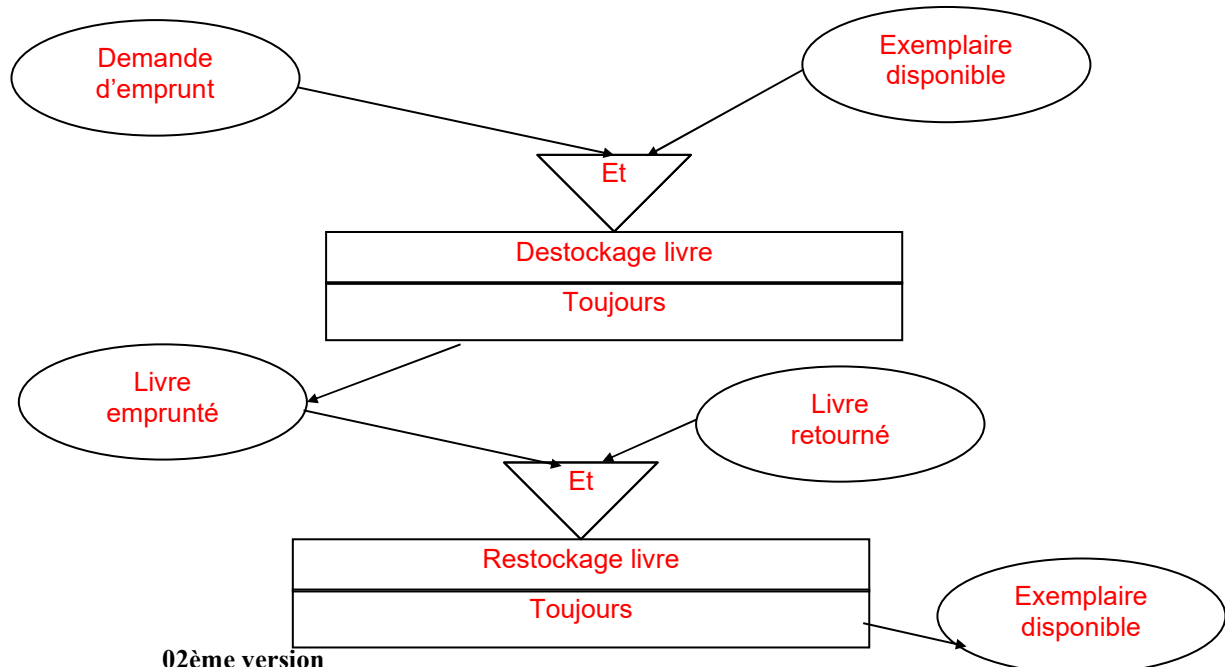 Demande
d'emprunt
Exemplaire
disponible
Et
Destockage livre
Toujours
Livre
emprunté
Livre
retourné
Et
Restockage livre
Toujours
Exemplaire
disponible
02ème version